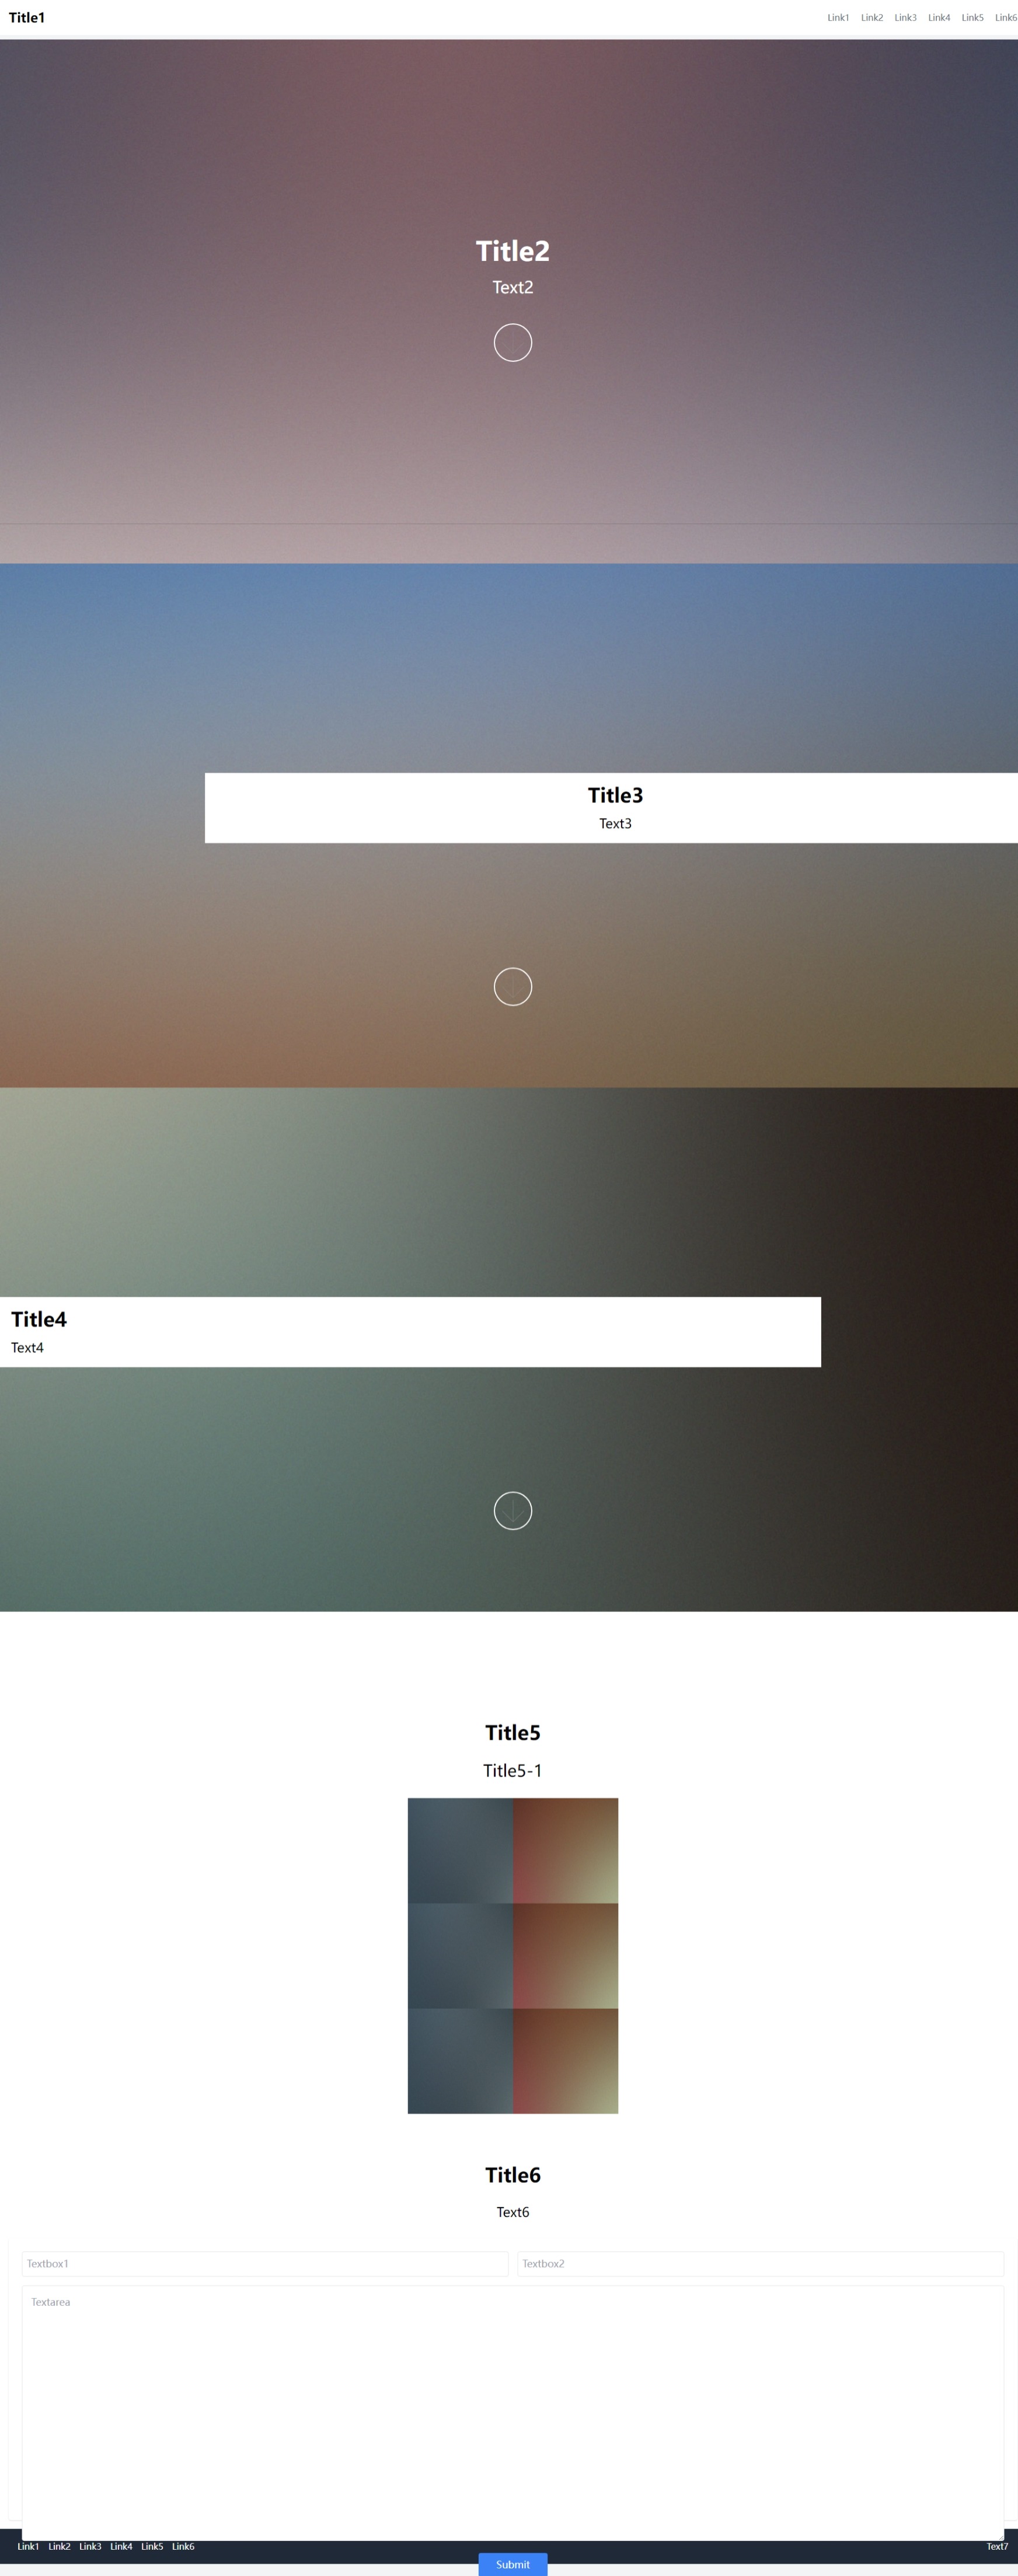 Title1 Link1 Link2 Link3 Link4 Link5 Link6
Title2
Text2
Title3
Text3
Title4
Text4
Title5
Title5-1
Title6
Text6
Textbox1 Textbox2
Textarea
Link1 Link2 Link3 Link4 Link5 Link6 Text7
Submit